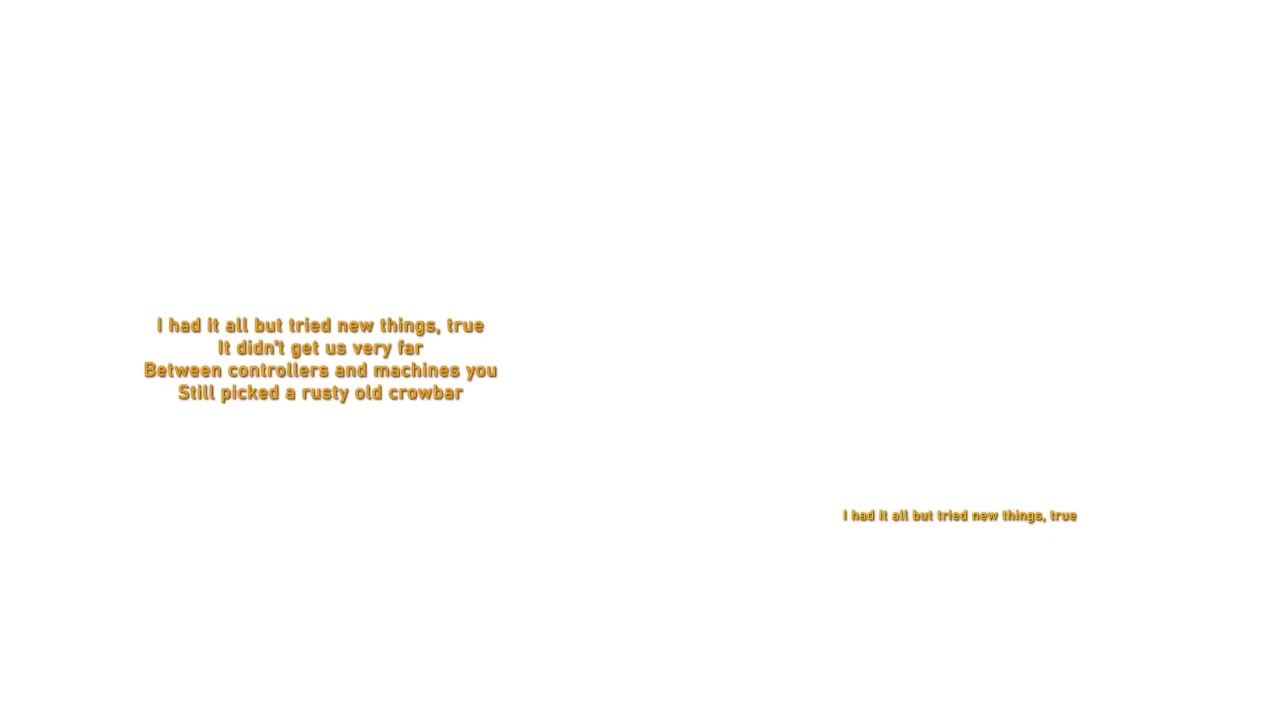 I had it all but tried new things, true
It didn't get us very far
Between controllers and machines you
Still picked a rusty old crowbar
I had it all but tried new things, true